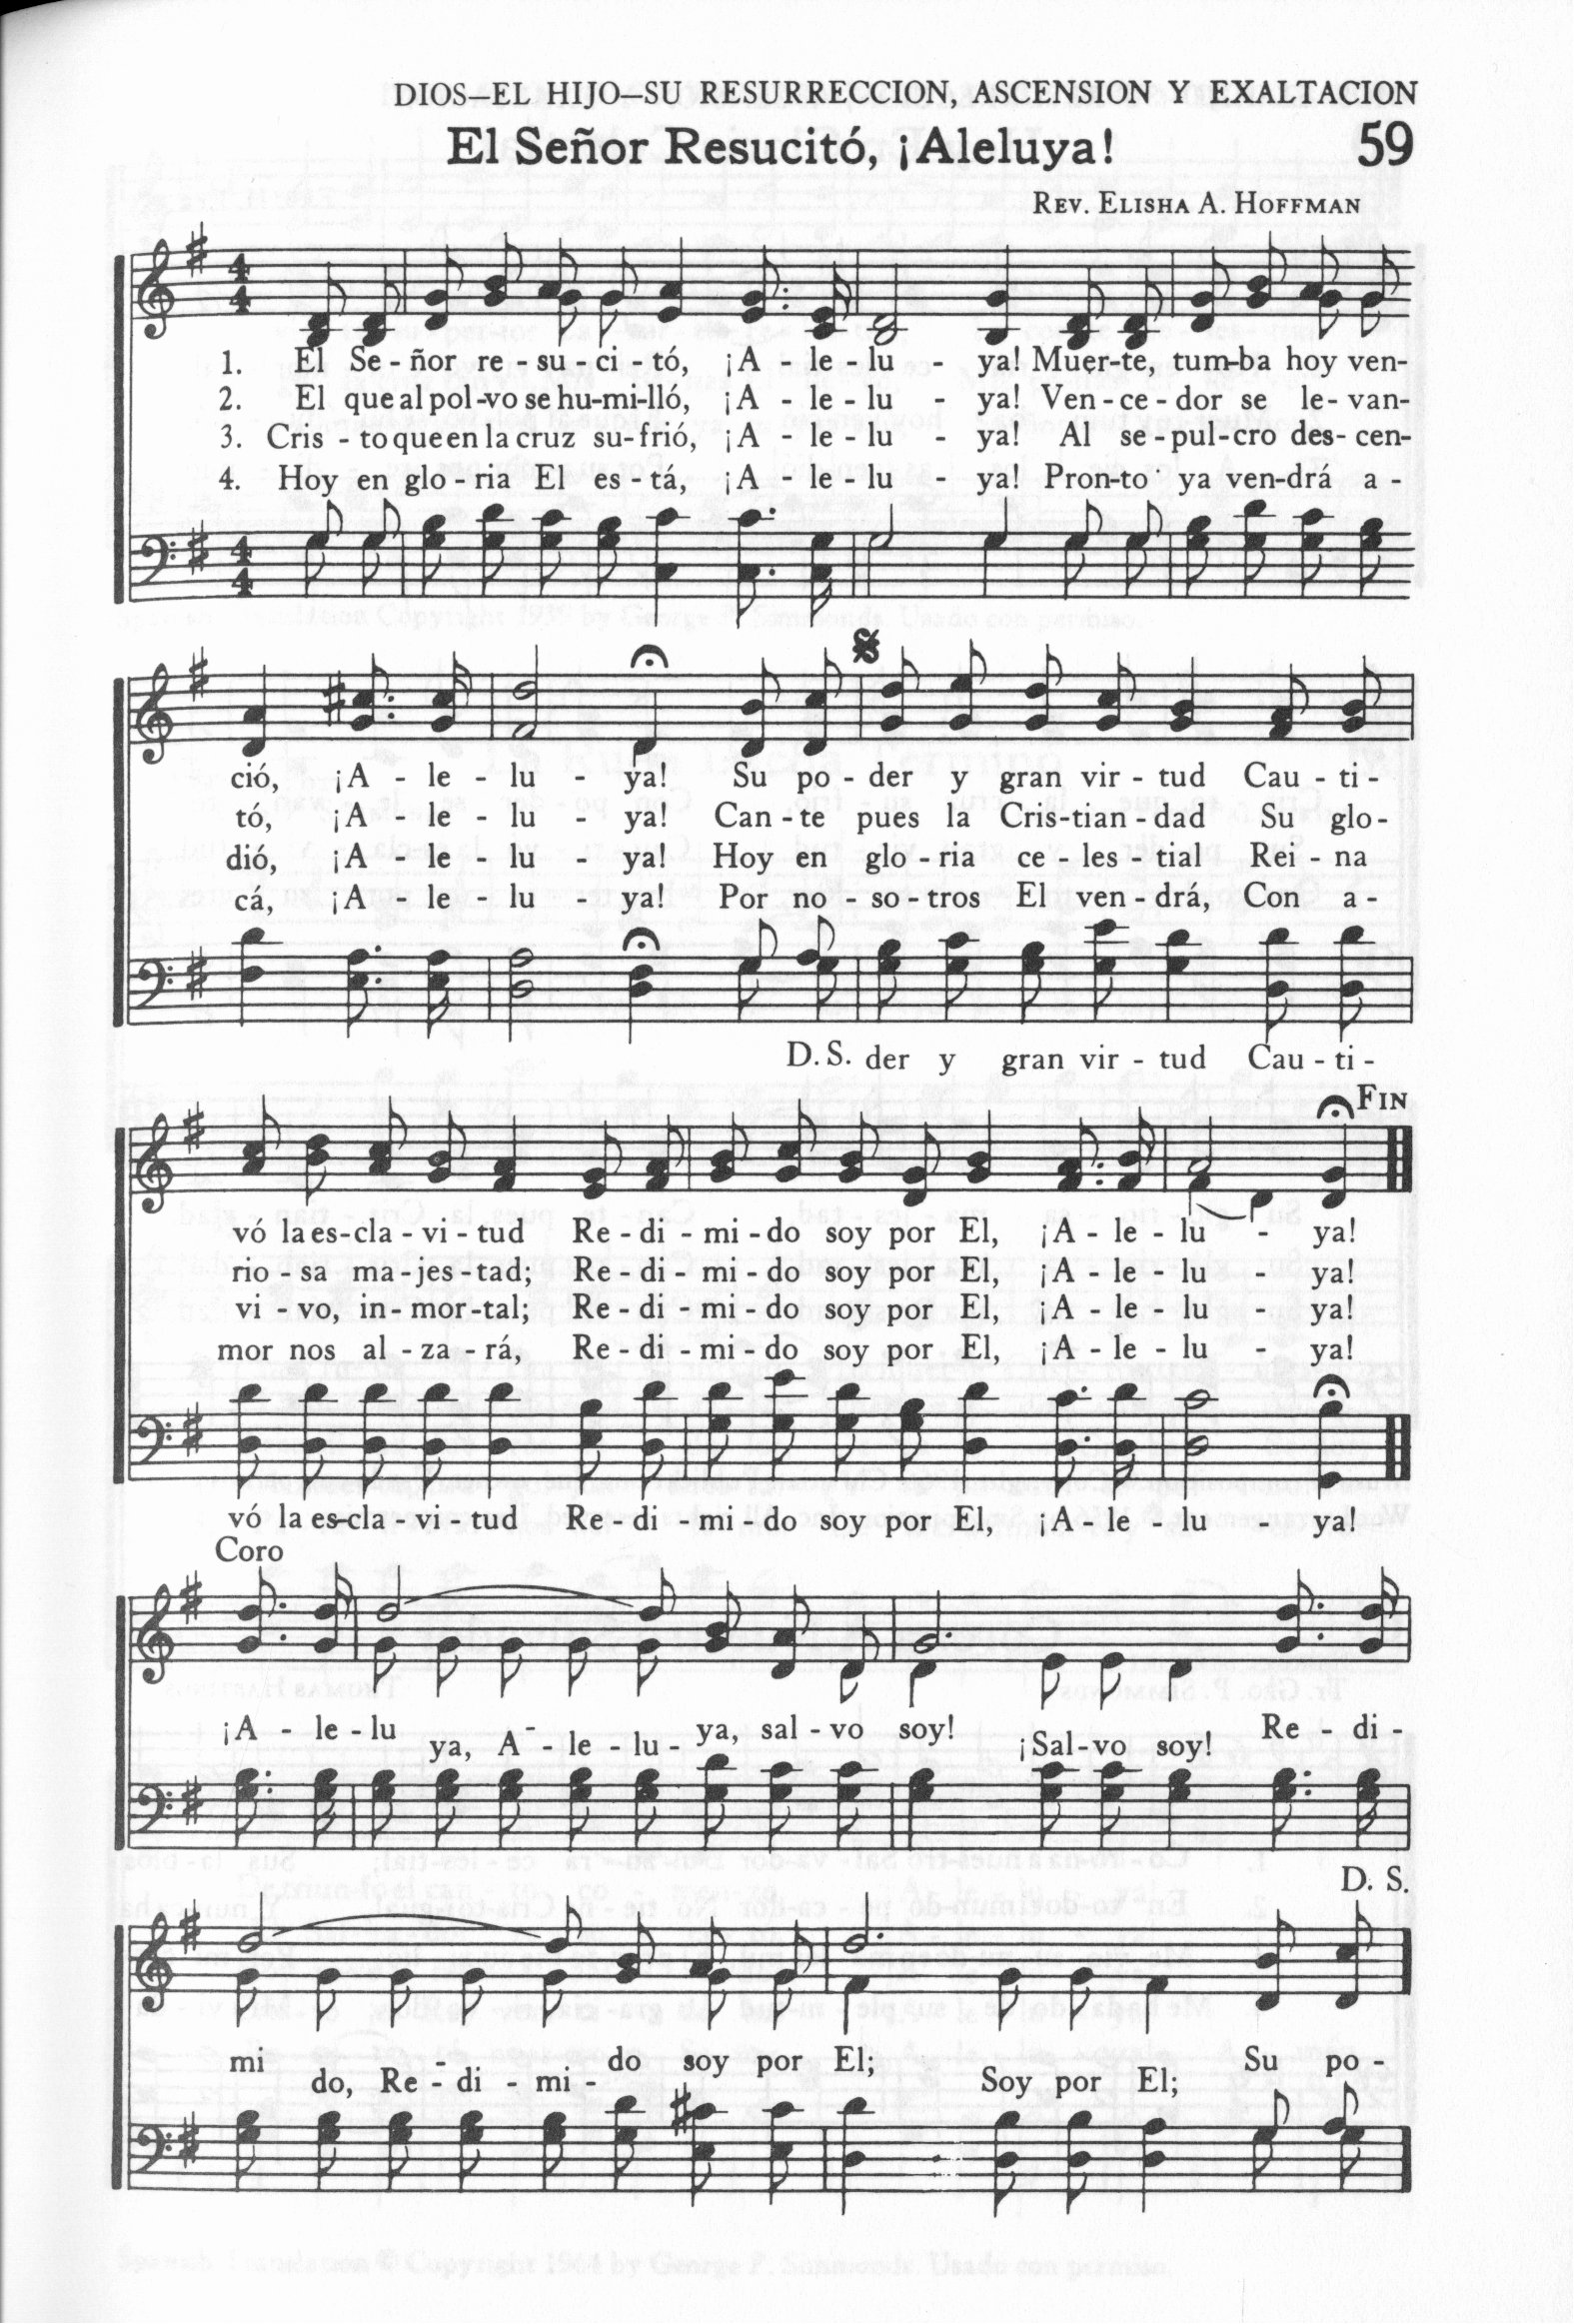 DIOS—EL HIJO—SU RESURRECCION, ASCENSION Y EXALTACION
El Señor Resucitó, ¡Aleluya! 59
REV. ELISHA A. HOFFMAN
1. El Se - ñor re - su - ci - tó, ¡A - le - lu - ya! Muer-te, tum-ba hoy ven-
2. El que al pol-vo se hu-mi-lló, ¡A - le - lu - ya! Ven-ce-dor se le-van-
3. Cris - to que en la cruz su-frió, ¡A - le - lu - ya! Al se-pul-cro des-cen-
4. Hoy en glo-ria El es-tá, ¡A - le - lu - ya! Pron-to ya ven-drá a -
ció, ¡A - le - lu - ya! Su po - der y gran vir - tud Cau - ti -
tó, ¡A - le - lu - ya! Can - te pues la Cris-tian-dad Su glo-
dió, ¡A - le - lu - ya! Hoy en glo - ria ce - les - tial Rei - na
cá, ¡A - le - lu - ya! Por no - so - tros El ven-drá, Con a -
D. S. der y gran vir - tud Cau - ti -
FIN
vó la es-cla - vi - tud Re - di - mi - do soy por El, ¡A - le - lu - ya!
rio - sa ma - jes - tad; Re - di - mi - do soy por El, ¡A - le - lu - ya!
vi - vo, in - mor - tal; Re - di - mi - do soy por El, ¡A - le - lu - ya!
mor nos al - za - rá, Re - di - mi - do soy por El, ¡A - le - lu - ya!
vó la es-cla - vi - tud Re - di - mi - do soy por El, ¡A - le - lu - ya!
Coro
¡A - le - lu - ya, sal - vo soy! Re - di -
ya, A - le - lu - ¡Sal-vo soy!
D. S.
mi - do soy por El; Su po -
do, Re - di - mi - Soy por El;